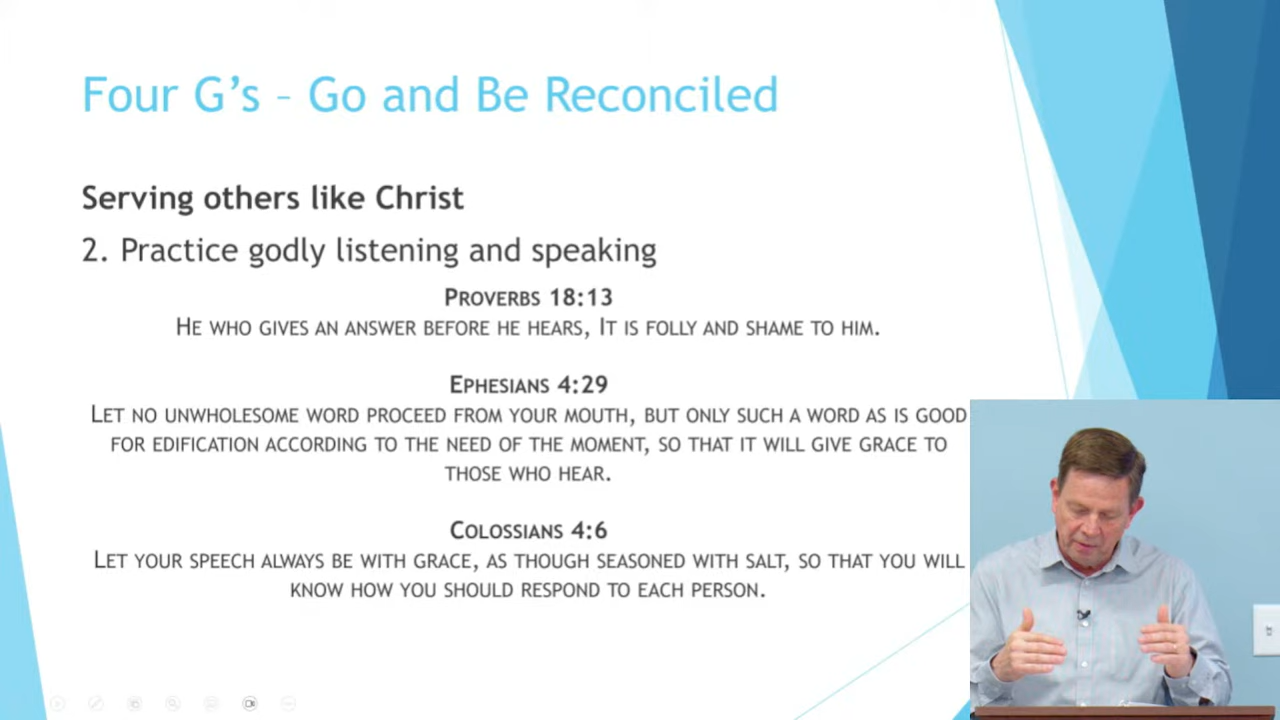 Four G’s – Go and Be Reconciled
Serving others like Christ
2. Practice godly listening and speaking
Proverbs 18:13
He who gives an answer before he hears, It is folly and shame to him.
Ephesians 4:29
Let no unwholesome word proceed from your mouth, but only such a word as is good
for edification according to the need of the moment, so that it will give grace to
those who hear.
Colossians 4:6
Let your speech always be with grace, as though seasoned with salt, so that you will
know how you should respond to each person.